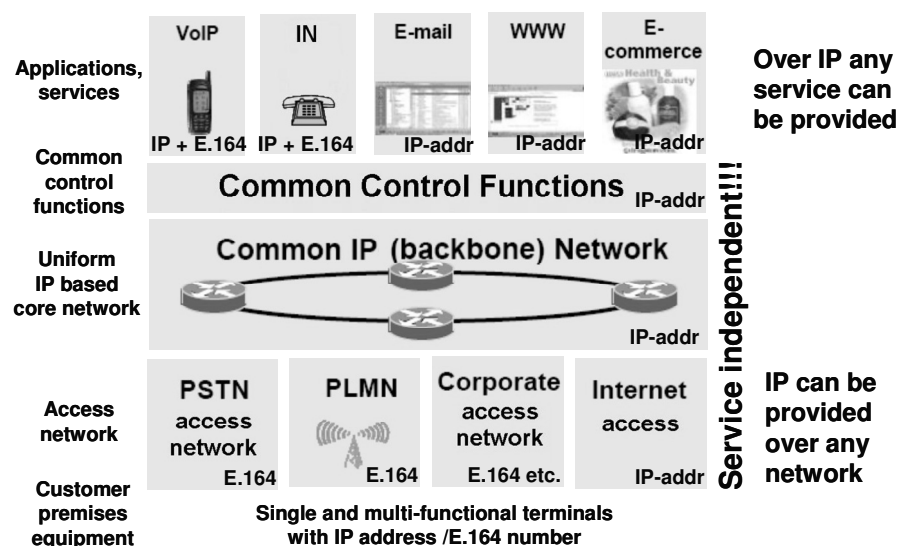 VoIP
IN
E-mail
WWW
E-
commerce
Applications,
services
IP + E.164
IP + E.164
IP-addr
IP-addr
Health &
Beauty
IP-addr
Over IP any
service can
be provided
Common
control
functions
Common Control Functions
IP-addr
Service independent!!!
Uniform
IP based
core network
Common IP (backbone) Network
IP-addr
Access
network
PSTN
access
network
E.164
PLMN
E.164
Corporate
access
network
E.164 etc.
Internet
access
IP-addr
IP can be
provided
over any
network
Customer
premises
equipment
Single and multi-functional terminals
with IP address /E.164 number